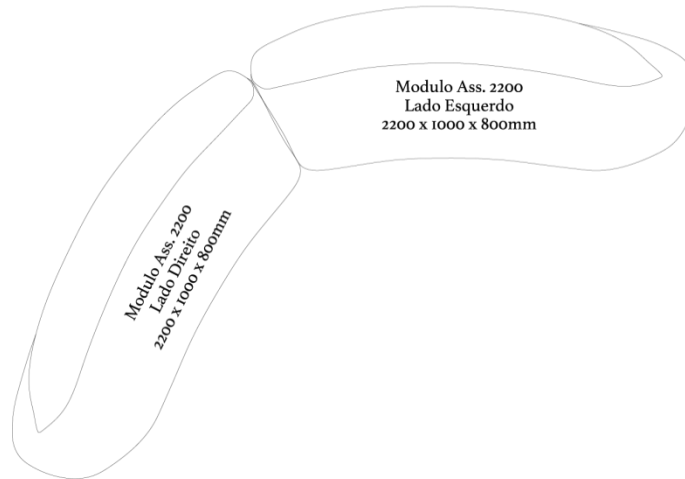 Modulo Ass. 2200
Lado Esquerdo
2200 x 1000 x 800mm
Modulo Ass. 2200
Lado Direito
2200 x 1000 x 800mm